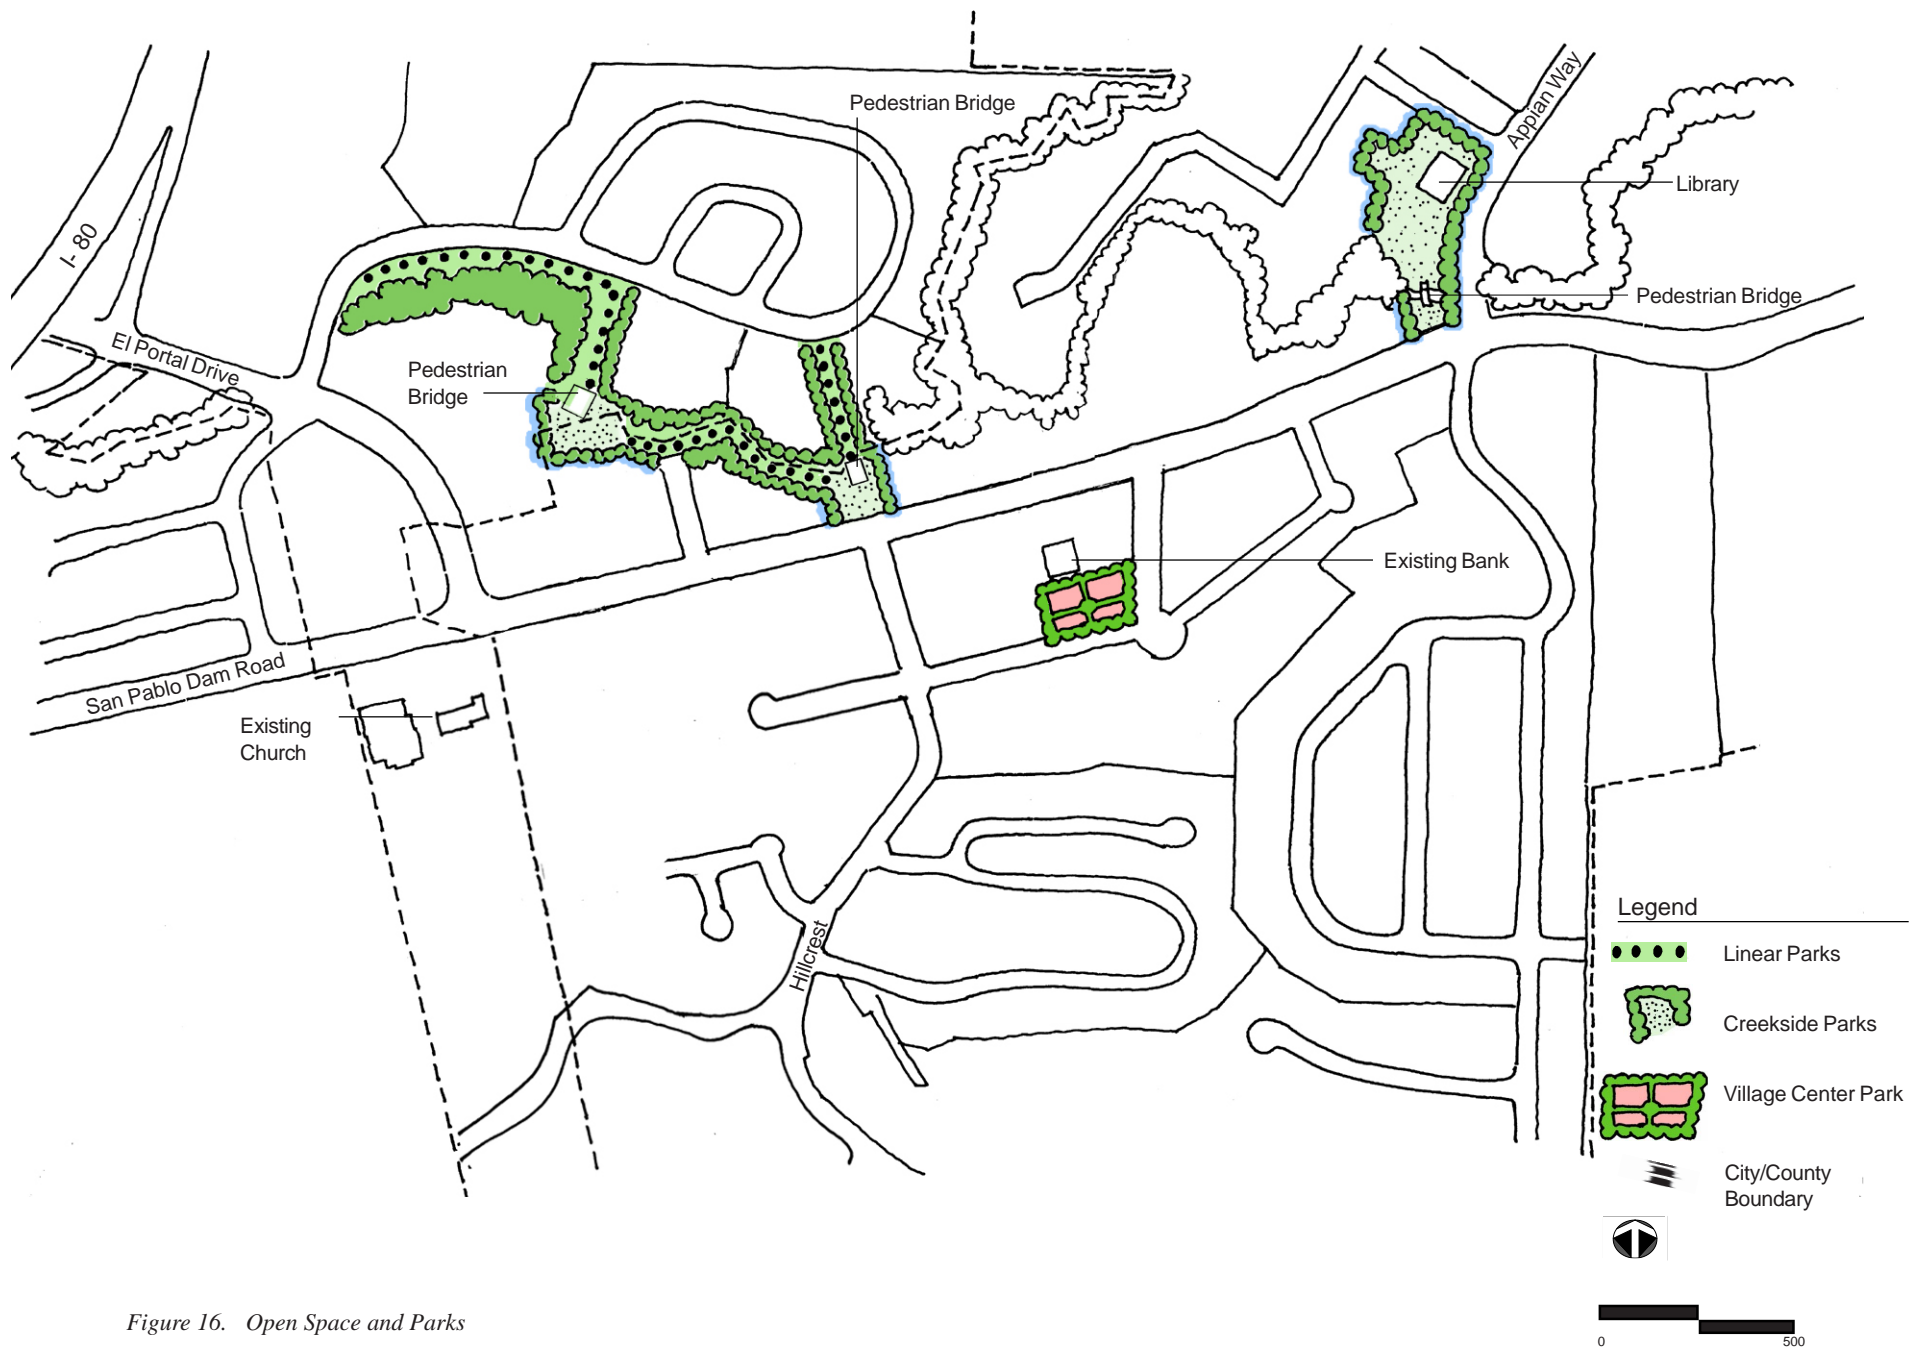 Pedestrian Bridge
Appian Way
Library
I- 80
Pedestrian Bridge
El Portal Drive
Pedestrian
Bridge
Existing Bank
San Pablo Dam Road
Existing
Church
Hillcrest
Legend
Linear Parks
Creekside Parks
Village Center Park
City/County
Boundary
Figure 16. Open Space and Parks
0 500